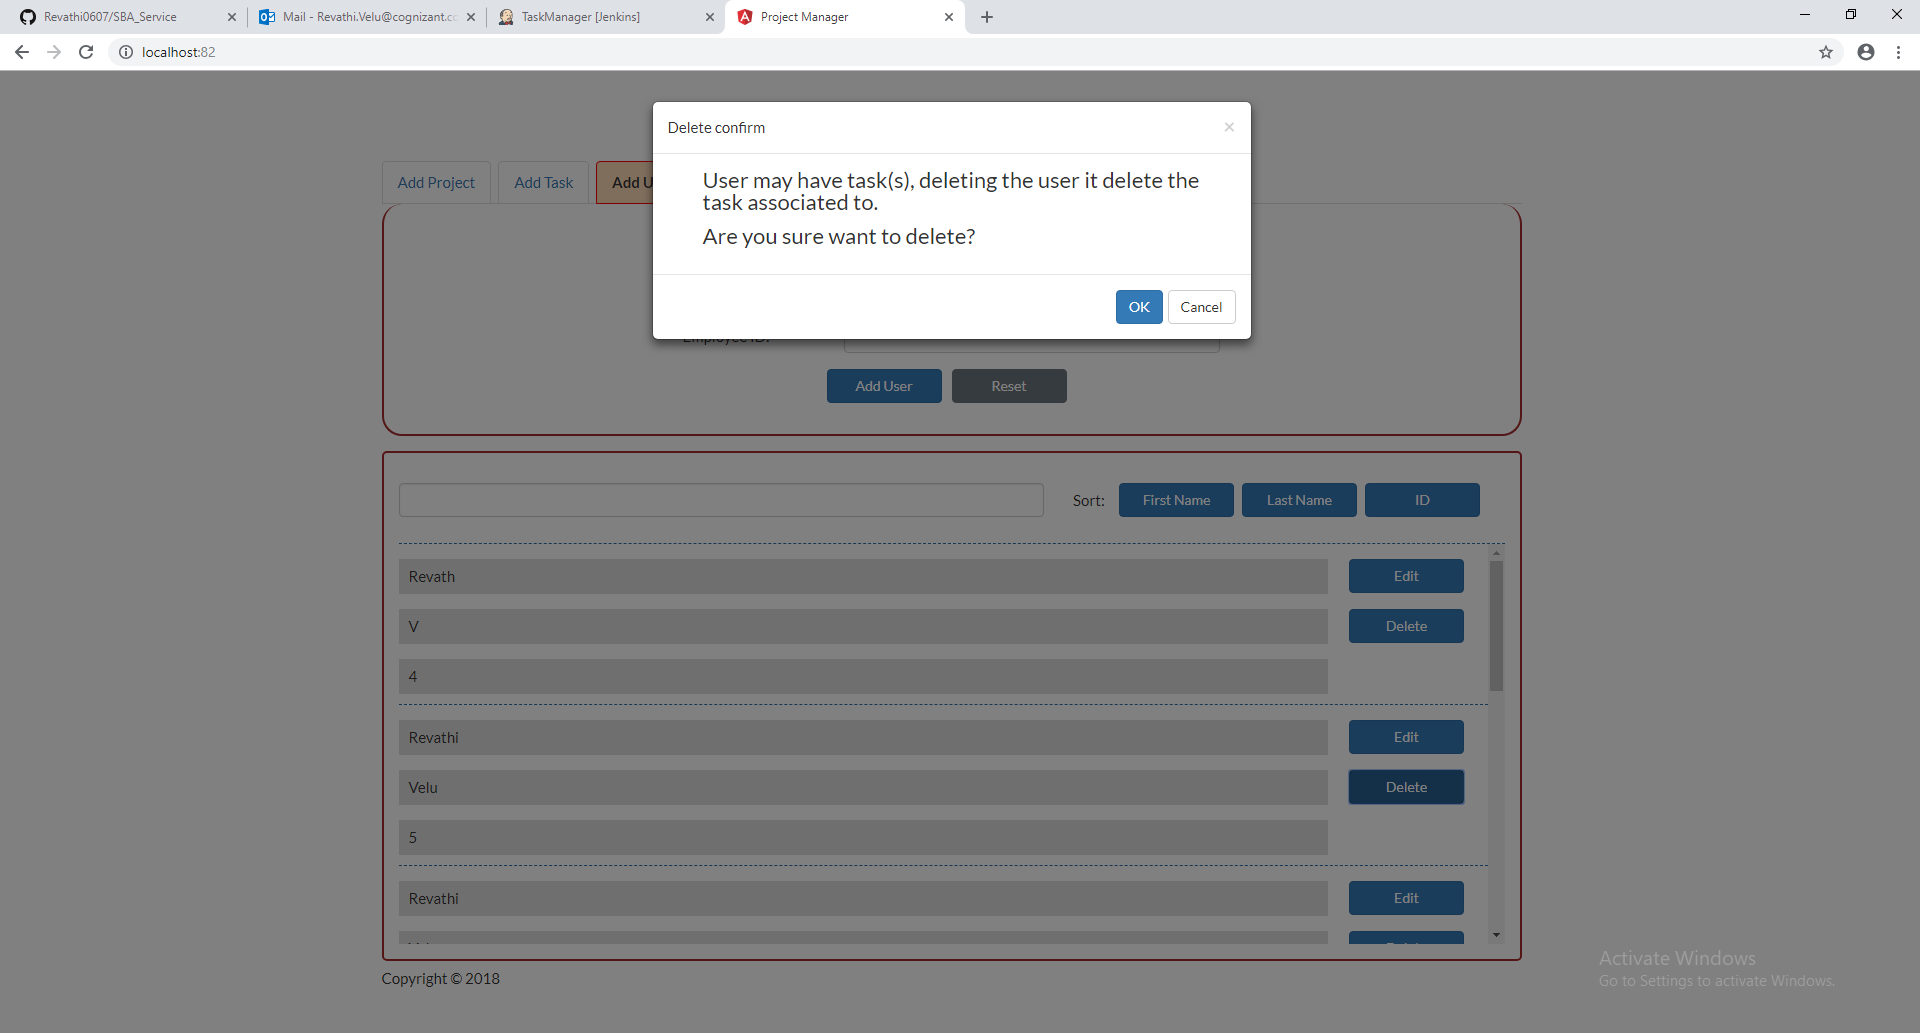 Revathi0607/SBA_Service
Mail - Revathi.Velu@cognizant.cc
TaskManager [Jenkins]
Project Manager
localhost:82
Delete confirm
×
Add Project
Add Task
Add U
User may have task(s), deleting the user it delete the
task associated to.
Are you sure want to delete?
OK
Cancel
Employee ID:
Add User
Reset
Sort:
First Name
Last Name
ID
Revath
Edit
V
Delete
4
Revathi
Edit
Velu
Delete
5
Revathi
Edit
Copyright © 2018
Activate Windows
Go to Settings to activate Windows.